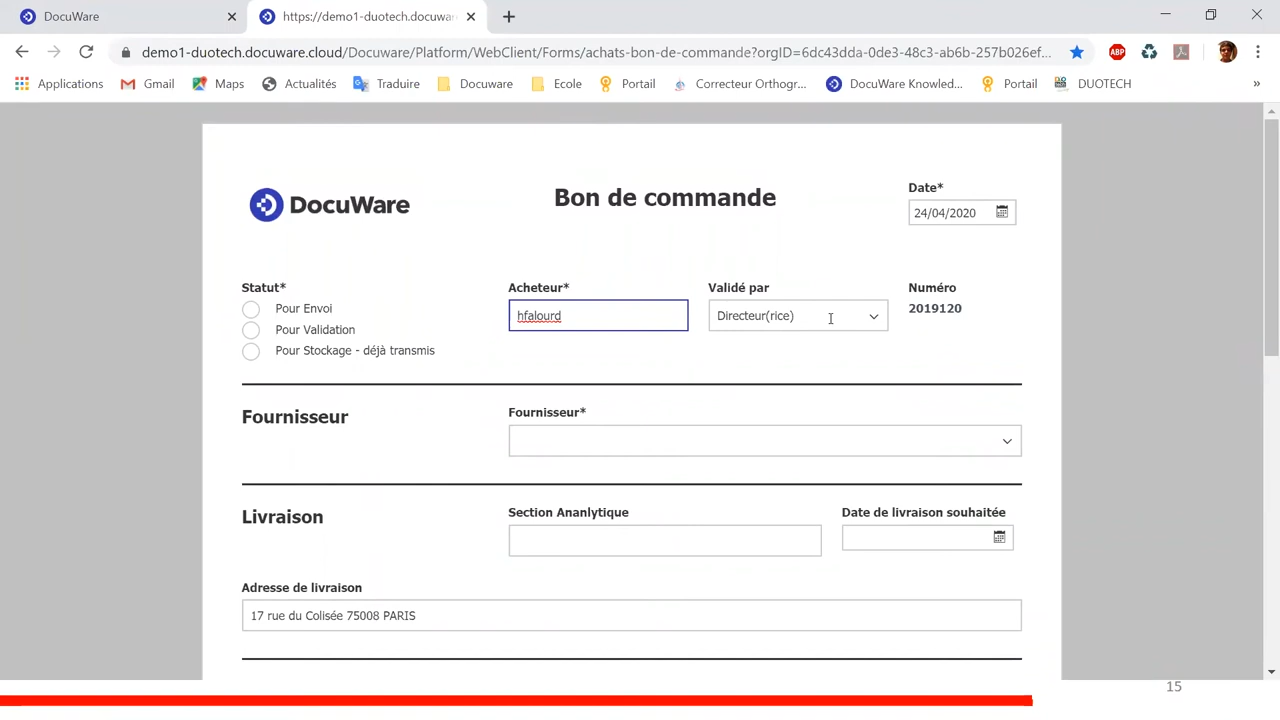 DocuWare
https://demo1-duotech.docuwar
demo1-duotech.docuware.cloud/Docuware/Platform/WebClient/Forms/achats-bon-de-commande?orgID=6dc43dda-0de3-48c3-ab6b-257b026ef...
ABP
Applications Gmail Maps Actualités Traduire Docuware Ecole Portail Correcteur Orthogr... DocuWare Knowled... Portail DUOTECH »
DocuWare
Bon de commande
Date*
24/04/2020
Statut*
Pour Envoi
Pour Validation
Pour Stockage - déjà transmis
Acheteur*
hfalourd
Validé par
Directeur(rice)
Numéro
2019120
Fournisseur
Fournisseur*
Livraison
Section Ananlytique
Date de livraison souhaitée
Adresse de livraison
17 rue du Colisée 75008 PARIS
15